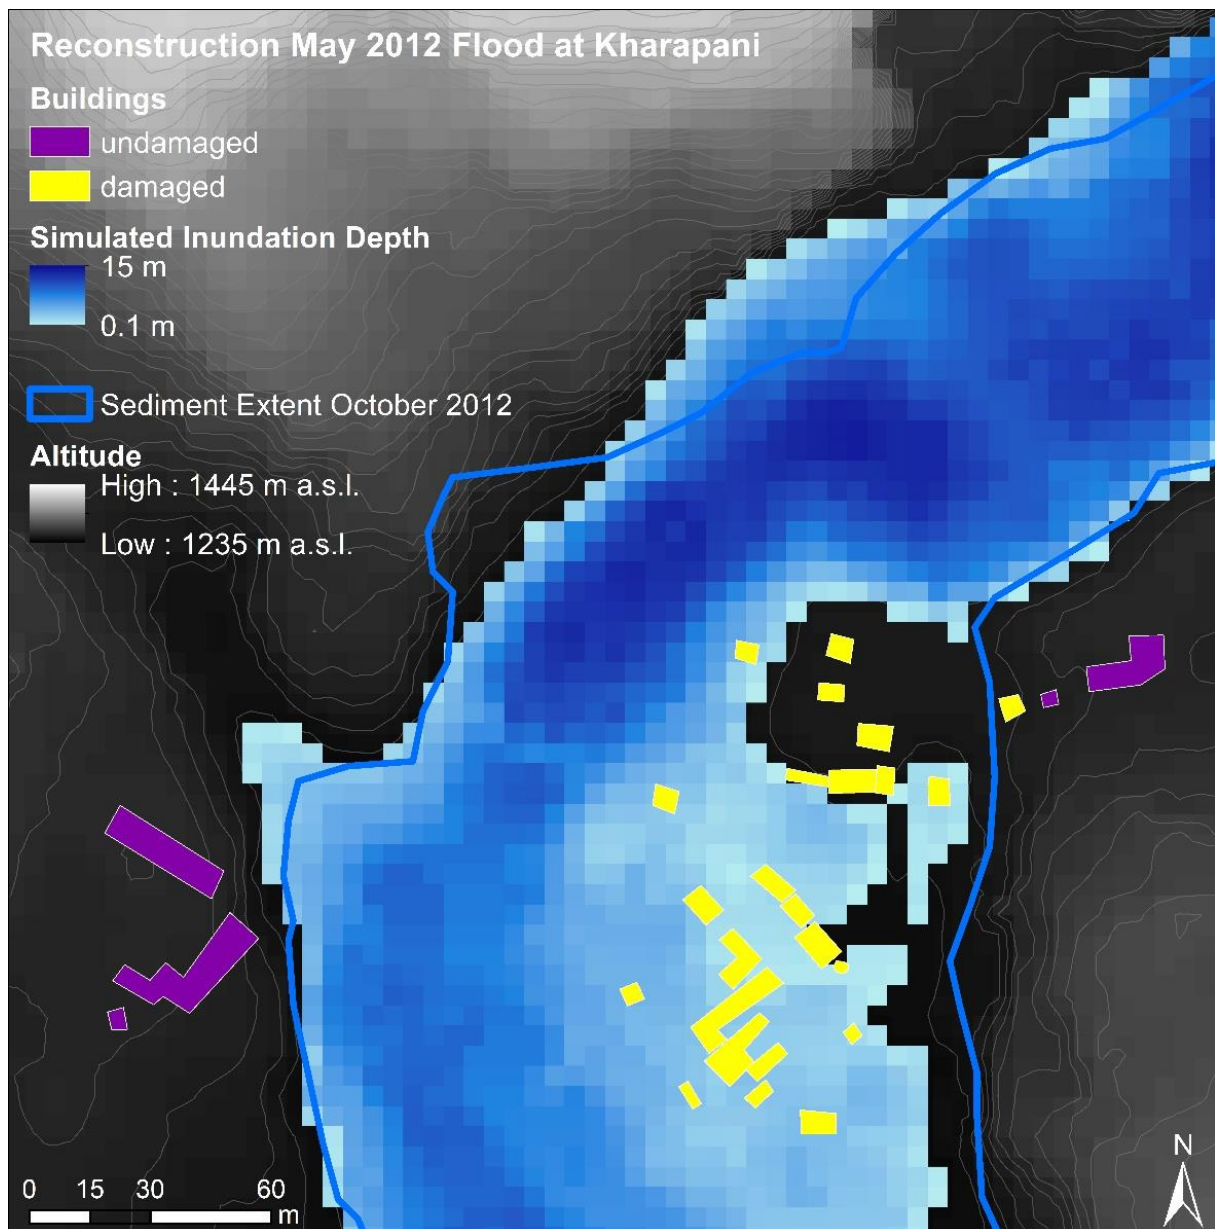 Reconstruction May 2012 Flood at Kharapani
Buildings
undamaged
damaged
Simulated Inundation Depth
15 m
0.1 m
Sediment Extent October 2012
Altitude
High : 1445 m a.s.l.
Low : 1235 m a.s.l.
N
0 15 30 60
m